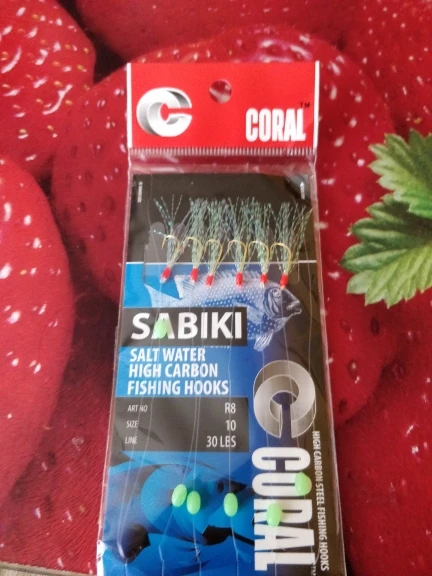 CORAL™
SABIKI
SALT WATER
HIGH CARBON
FISHING HOOKS
ART NO R8
SIZE 10
LINE 30 LBS
CORAL
HIGH CARBON STEEL FISHING HOOKS